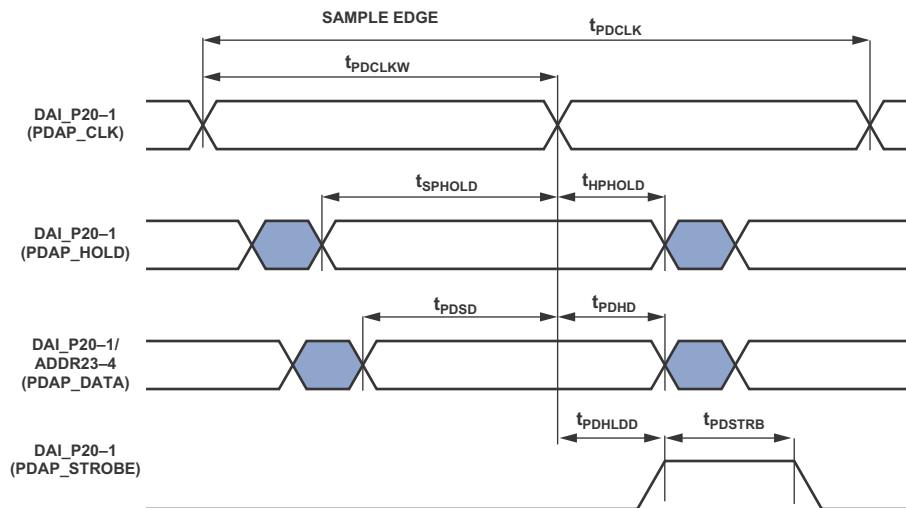 SAMPLE EDGE
tPDCLK
tPDCLKW
DAI_P20–1
(PDAP_CLK)
tSPHOLD
tHPHOLD
DAI_P20–1
(PDAP_HOLD)
tPDSD
tPDHD
DAI_P20–1/
ADDR23–4
(PDAP_DATA)
tPDHLDD
tPDSTRB
DAI_P20–1
(PDAP_STROBE)